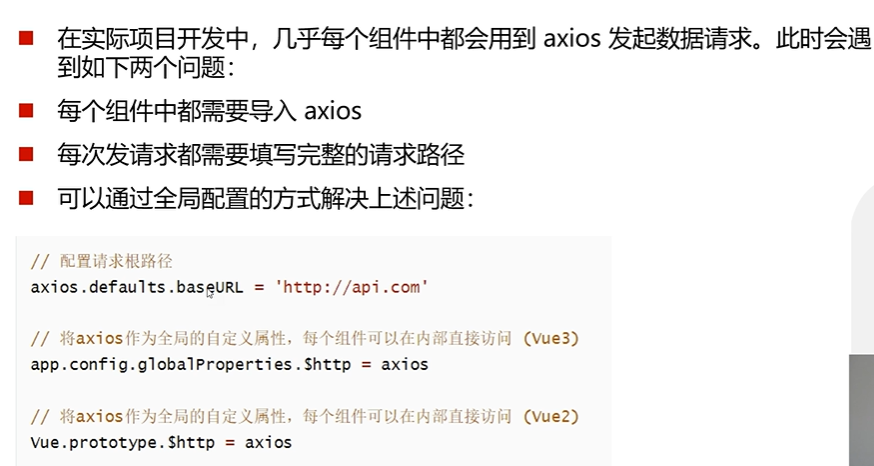 在实际项目开发中，几乎每个组件中都会用到 axios 发起数据请求。此时会遇
到如下两个问题：
每个组件中都需要导入 axios
每次发请求都需要填写完整的请求路径
可以通过全局配置的方式解决上述问题：
// 配置请求根路径
axios.defaults.baseURL = 'http://api.com'
// 将axios作为全局的自定义属性，每个组件可以在内部直接访问 (Vue3)
app.config.globalProperties.$http = axios
// 将axios作为全局的自定义属性，每个组件可以在内部直接访问 (Vue2)
Vue.prototype.$http = axios